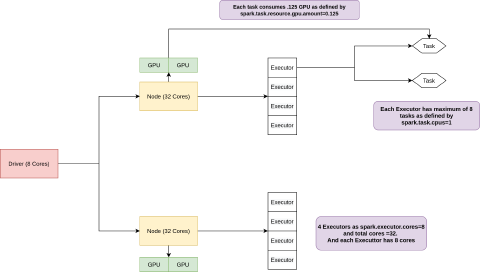 Each task consumes .125 GPU as defined by
spark.task.resource.gpu.amount=0.125
Task
GPU GPU
Executor
Task
Node (32 Cores)
Executor
Executor
Executor
Each Executor has maximum of 8
tasks as defined by
spark.task.cpus=1
Driver (8 Cores)
Executor
Executor
Node (32 Cores)
Executor
Executor
4 Executors as spark.executor.cores=8
and total cores =32.
And each Executtor has 8 cores
GPU GPU